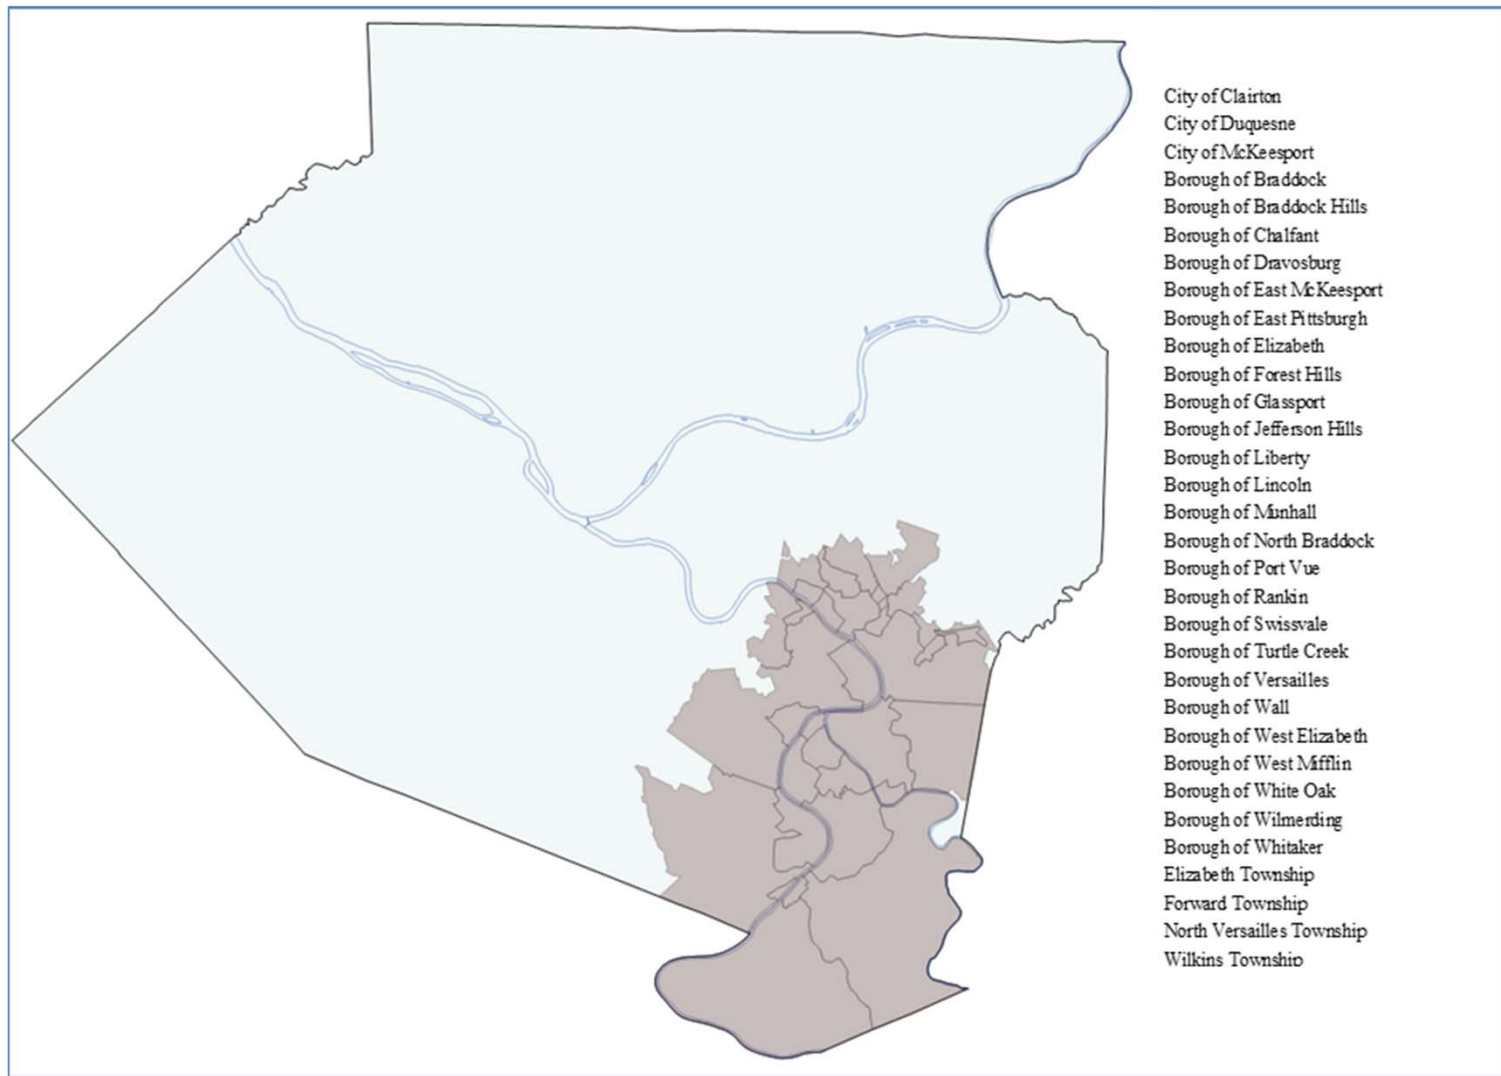 City of Clairton
City of Duquesne
City of McKeesport
Borough of Braddock
Borough of Braddock Hills
Borough of Chalfant
Borough of Dravosburg
Borough of East McKeesport
Borough of East Pittsburgh
Borough of Elizabeth
Borough of Forest Hills
Borough of Glassport
Borough of Jefferson Hills
Borough of Liberty
Borough of Lincoln
Borough of Munhall
Borough of North Braddock
Borough of Port Vue
Borough of Rankin
Borough of Swissvale
Borough of Turtle Creek
Borough of Versailles
Borough of Wall
Borough of West Elizabeth
Borough of West Mifflin
Borough of White Oak
Borough of Wilmerding
Borough of Whitaker
Elizabeth Township
Forward Township
North Versailles Township
Wilkins Township